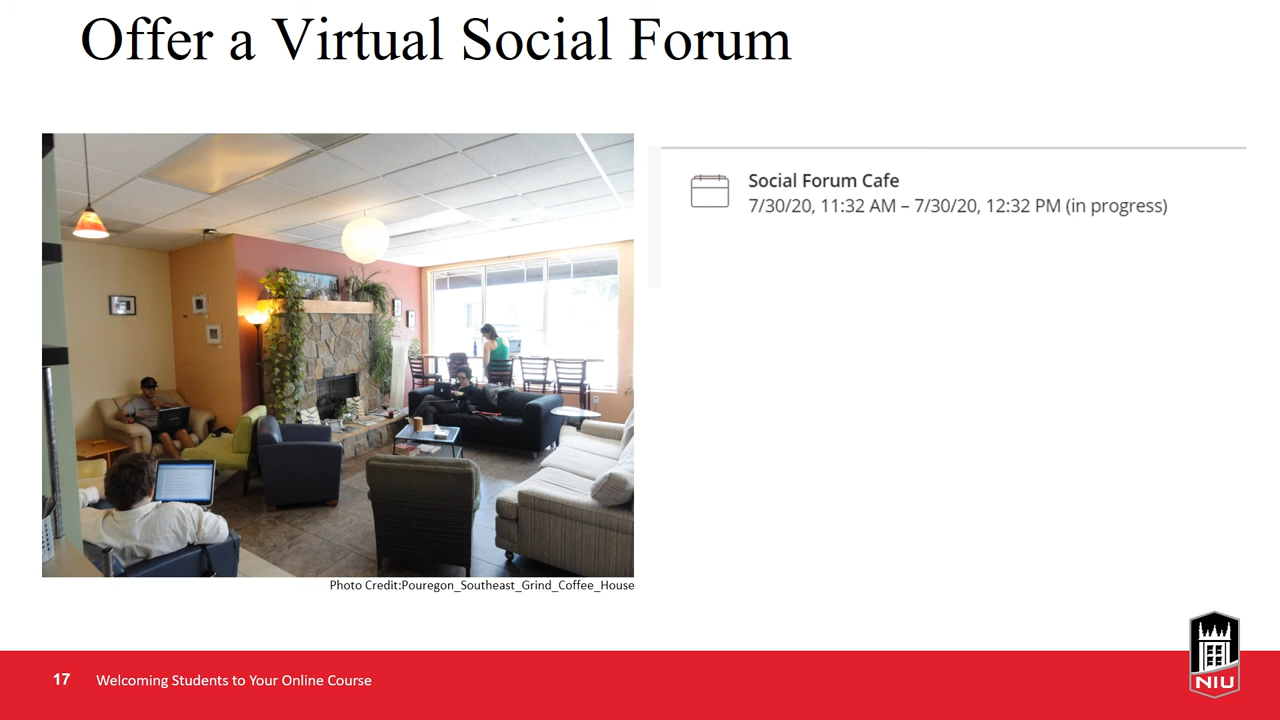 Offer a Virtual Social Forum
Social Forum Cafe
7/30/20, 11:32 AM – 7/30/20, 12:32 PM (in progress)
Photo Credit:Pouregon_Southeast_Grind_Coffee_House
17 Welcoming Students to Your Online Course
NIU